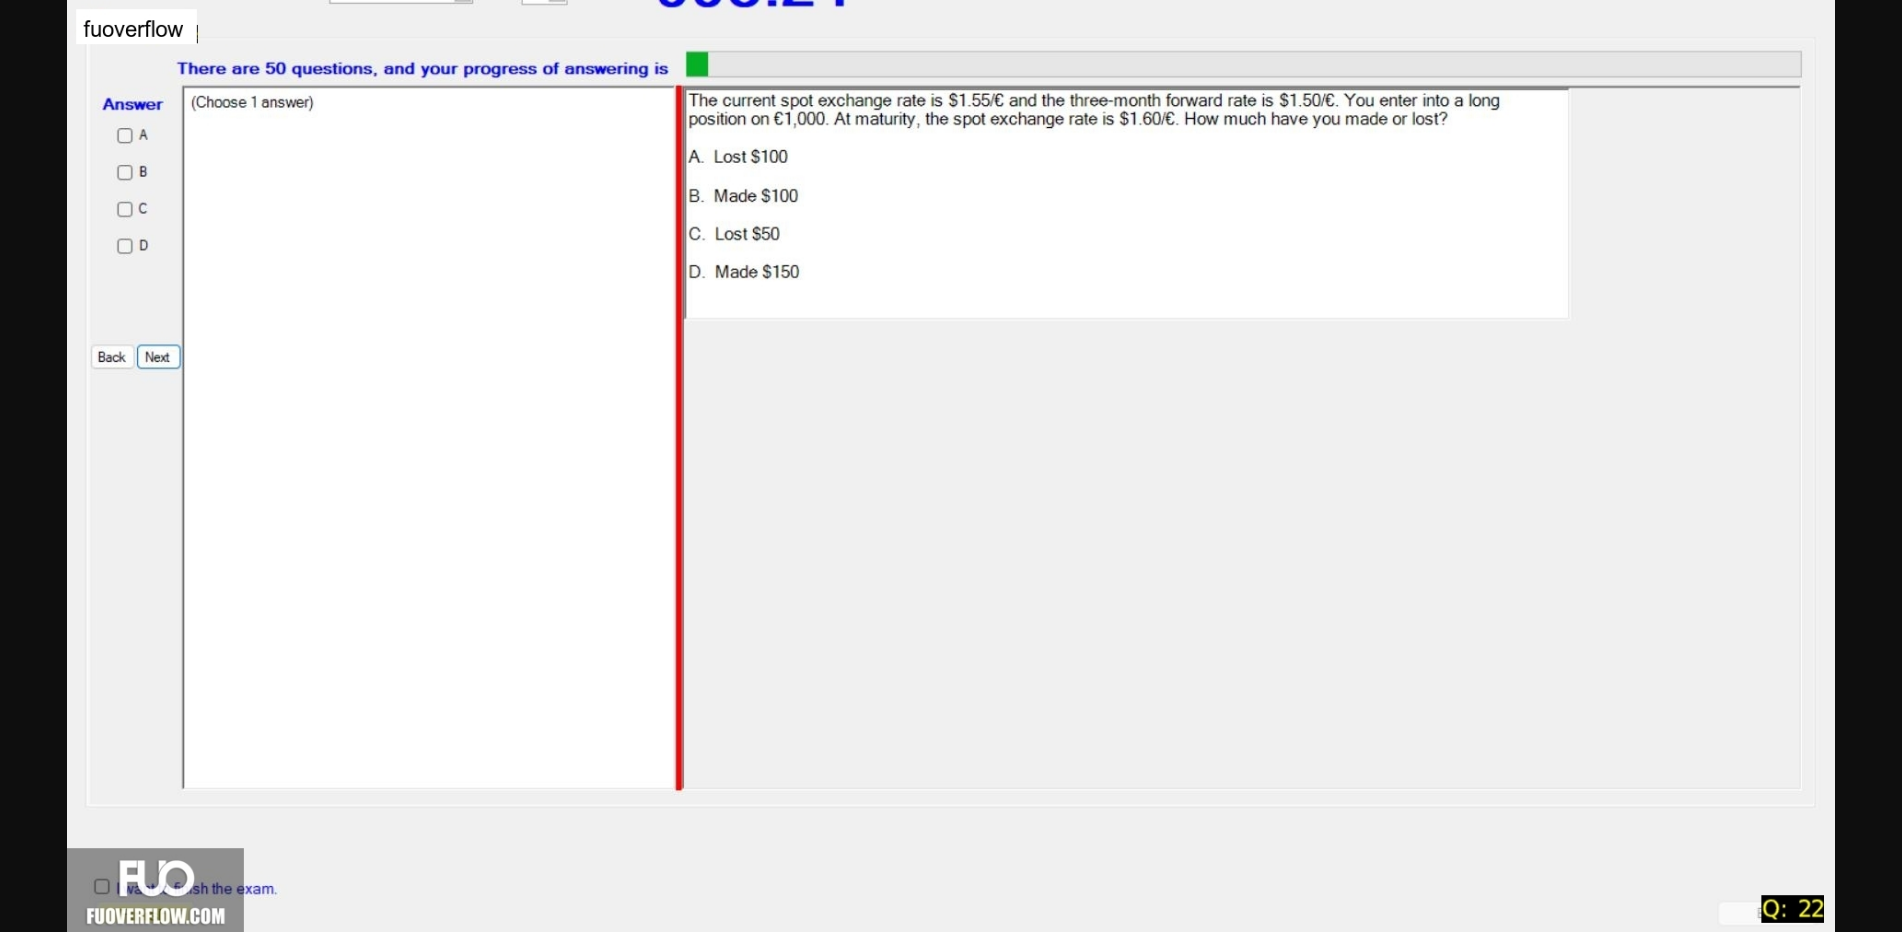 fuoverflow
There are 50 questions, and your progress of answering is
Answer
(Choose 1 answer)
A
B
C
D
Back Next
The current spot exchange rate is $1.55/€ and the three-month forward rate is $1.50/€. You enter into a long
position on €1,000. At maturity, the spot exchange rate is $1.60/€. How much have you made or lost?
A. Lost $100
B. Made $100
C. Lost $50
D. Made $150
FUO
I want finish the exam.
FUOVERFLOW.COM
Q: 22